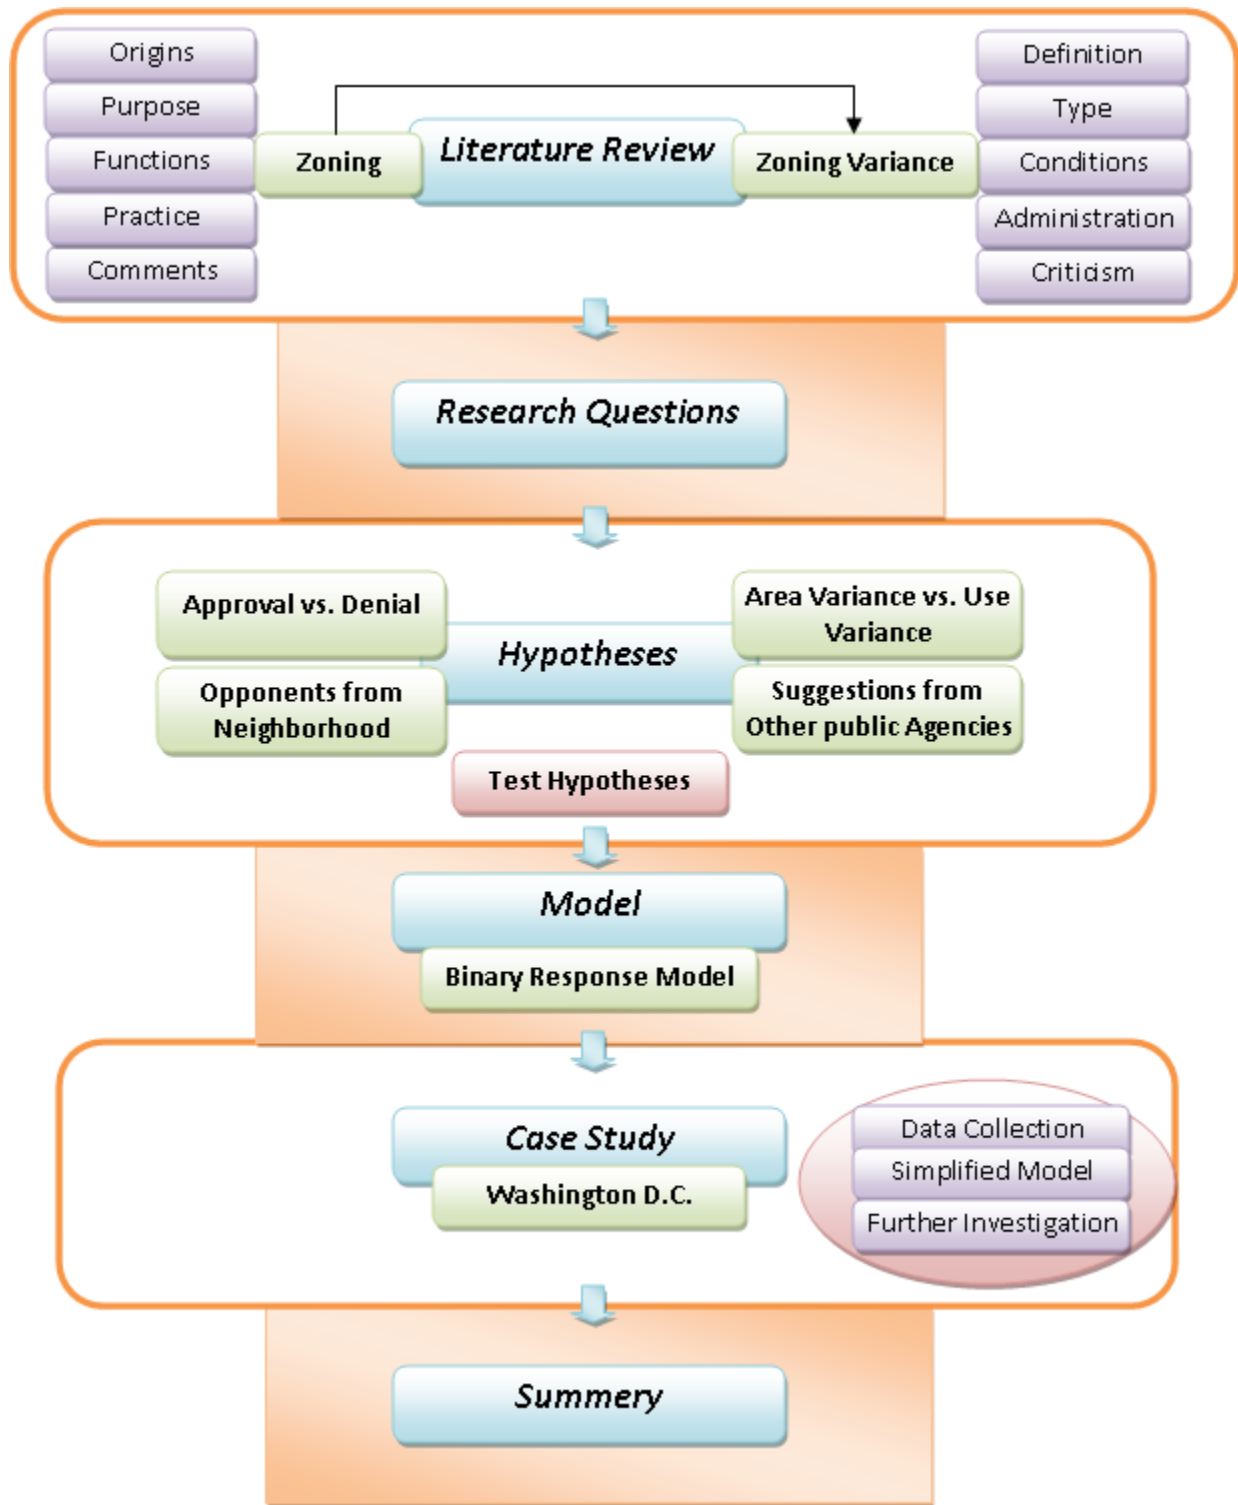 Origins
Purpose
Functions
Practice
Comments
Zoning
Literature Review
Zoning Variance
Definition
Type
Conditions
Administration
Criticism
Research Questions
Approval vs. Denial
Opponents from
Neighborhood
Hypotheses
Area Variance vs. Use
Variance
Suggestions from
Other public Agencies
Test Hypotheses
Model
Binary Response Model
Case Study
Washington D.C.
Data Collection
Simplified Model
Further Investigation
Summery